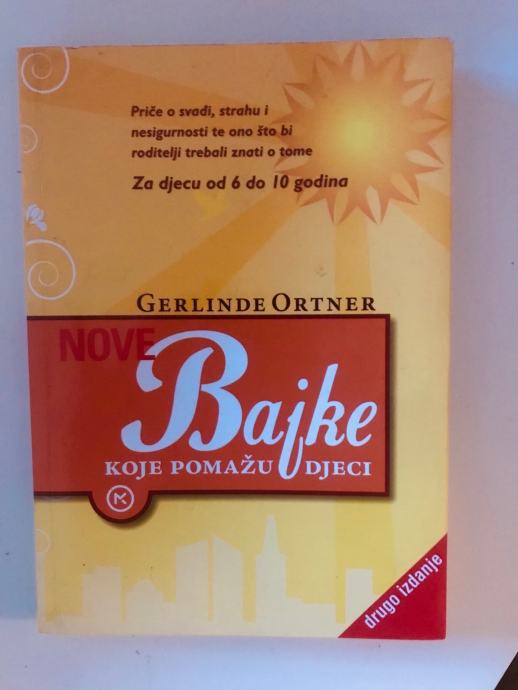 Priče o svađi, strahu i
nesigurnosti te ono što bi
roditelji trebali znati o tome
Za djecu od 6 do 10 godina
GERLINDE ORTNER
NOVE
Bajke
KOJE POMAŽU DJECI
drugo izdanje